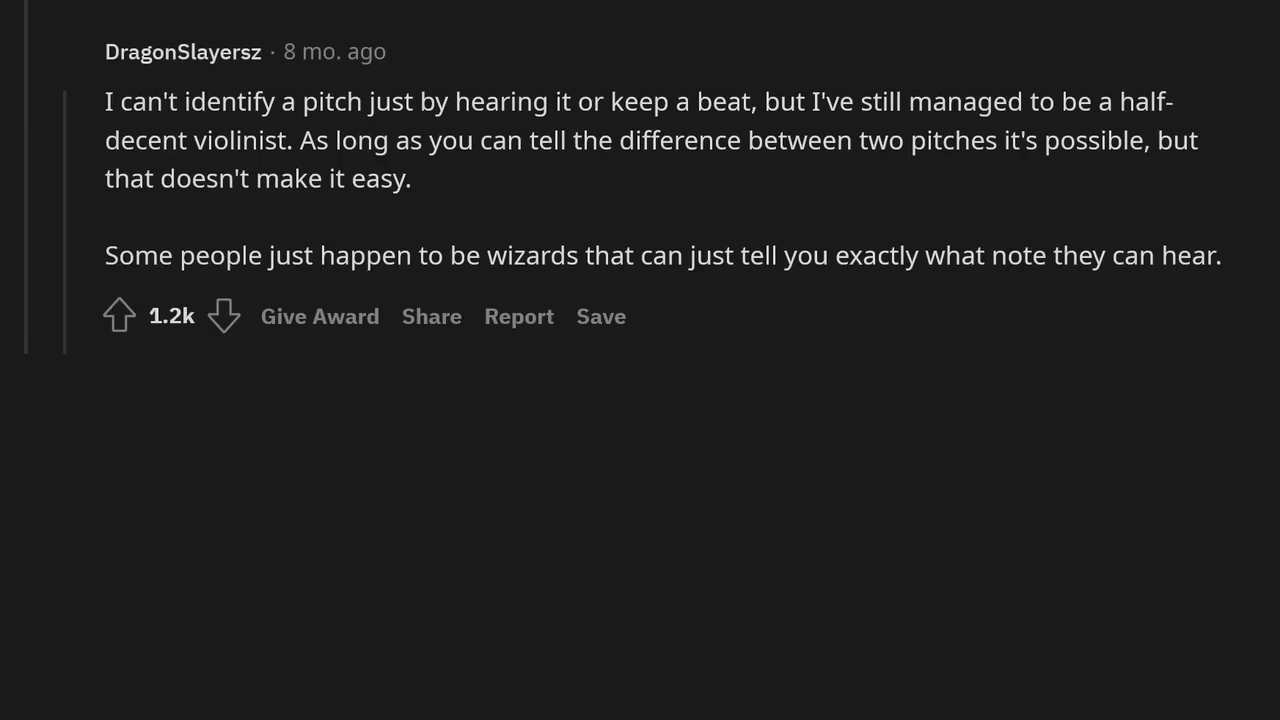 DragonSlayersz · 8 mo. ago
I can't identify a pitch just by hearing it or keep a beat, but I've still managed to be a half-
decent violinist. As long as you can tell the difference between two pitches it's possible, but
that doesn't make it easy.
Some people just happen to be wizards that can just tell you exactly what note they can hear.
1.2k Give Award Share Report Save